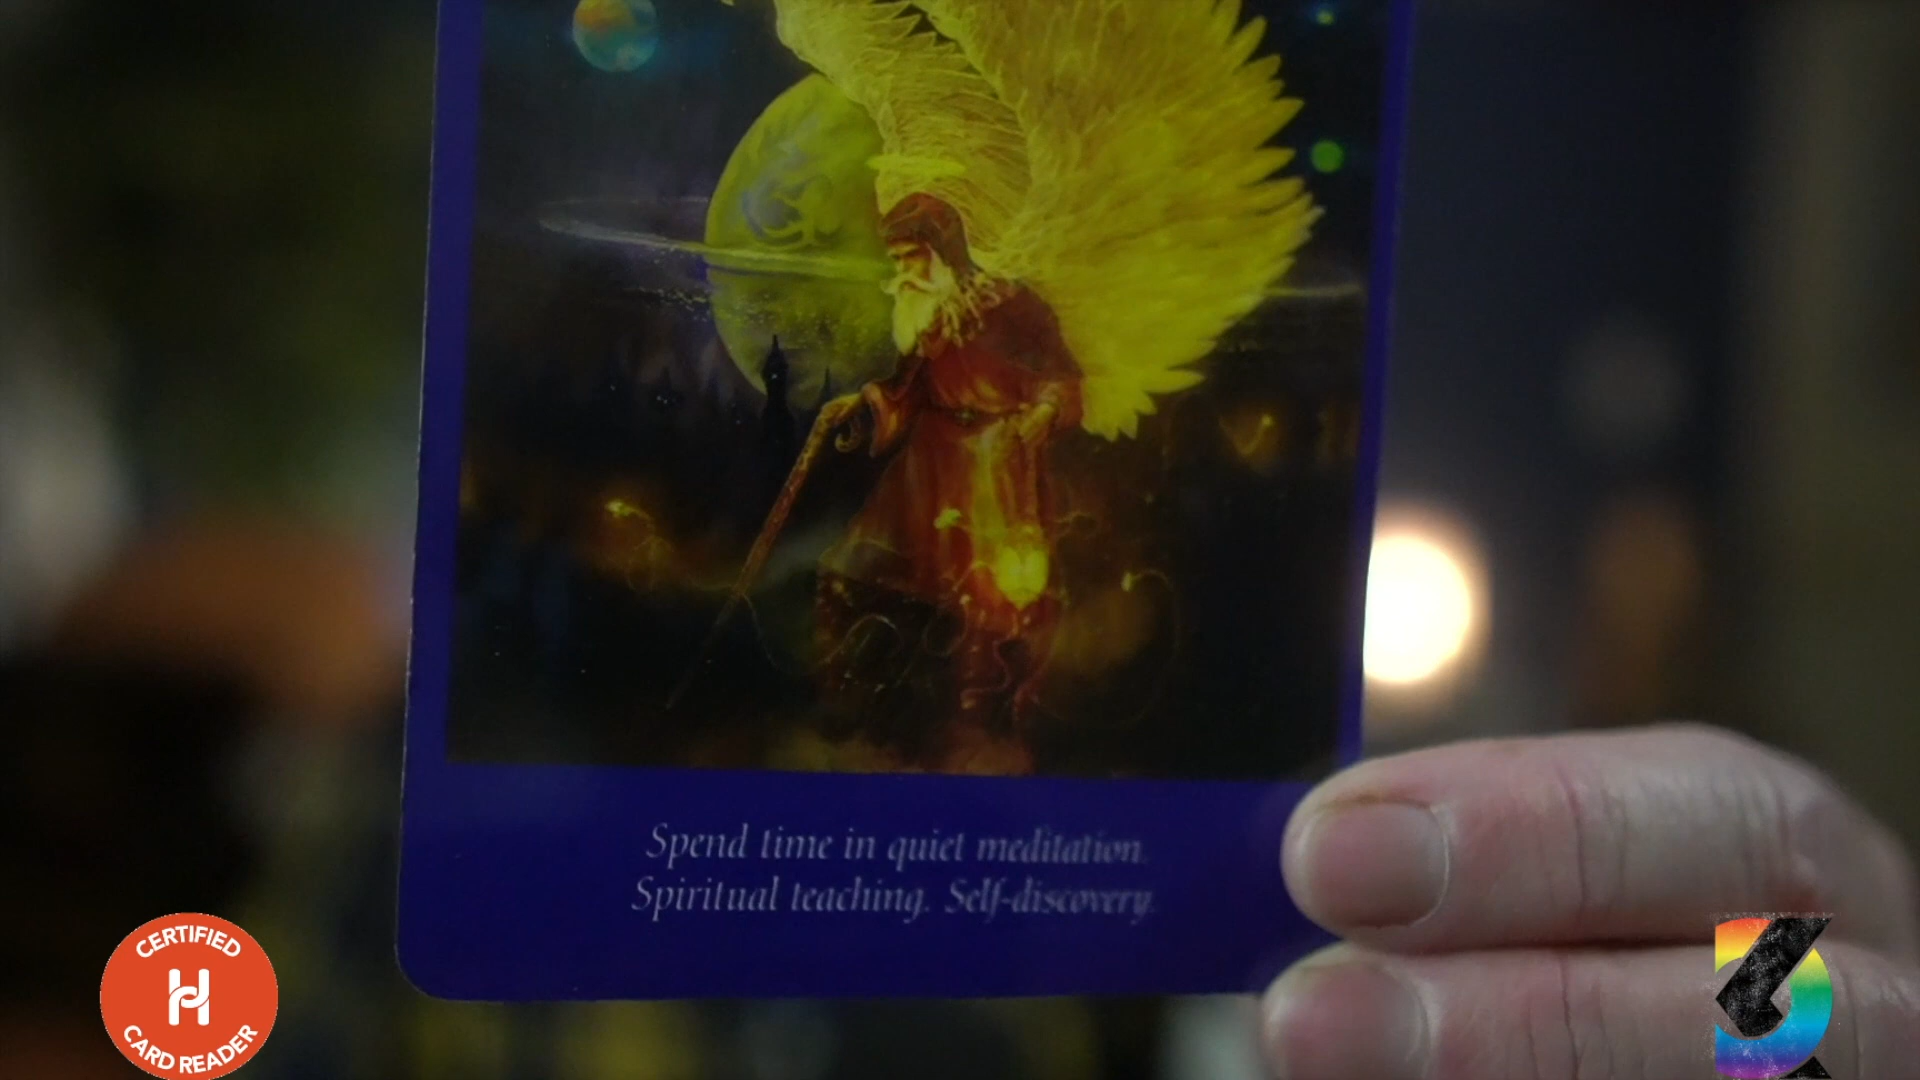 Spend time in quiet meditation.
Spiritual teaching. Self-discovery.
CERTIFIED
H
CARD READER